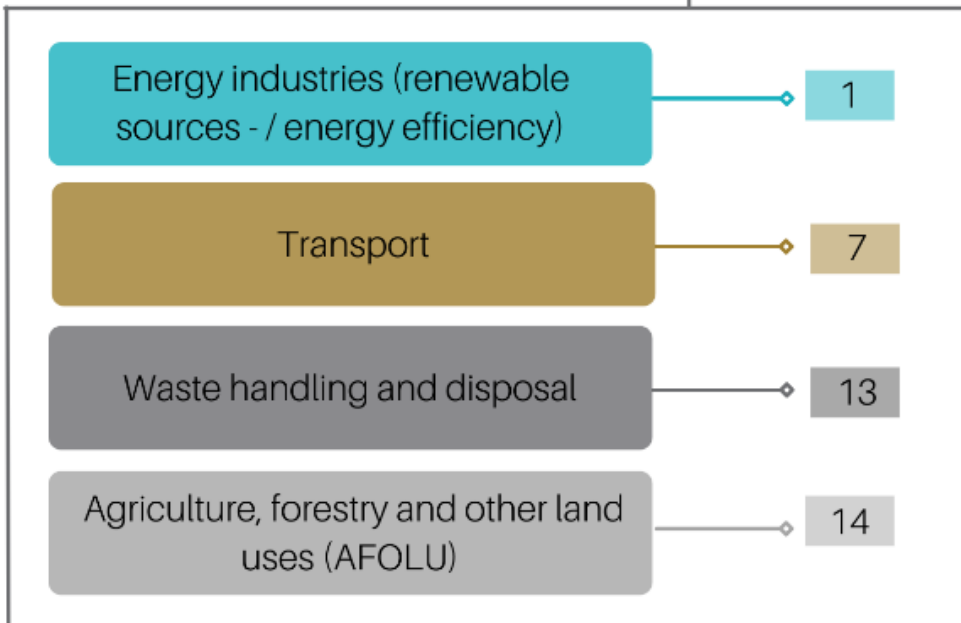 Energy industries (renewable
sources - / energy efficiency)
1
Transport
7
Waste handling and disposal
13
Agriculture, forestry and other land
uses (AFOLU)
14